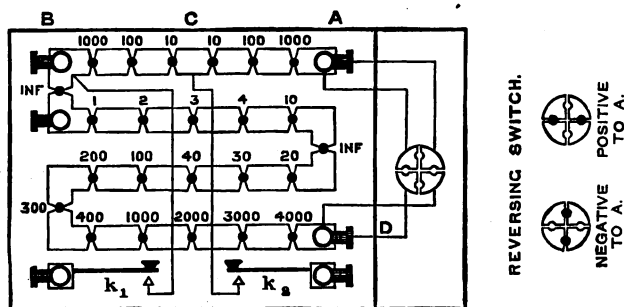 B C A
1000 100 10 10 100 1000
INF
1 2 3 4 10
INF
200 100 40 30 20
300
400 1000 2000 3000 4000
D
k₁ k₂
REVERSING SWITCH.
POSITIVE
TO A.
NEGATIVE
TO A.